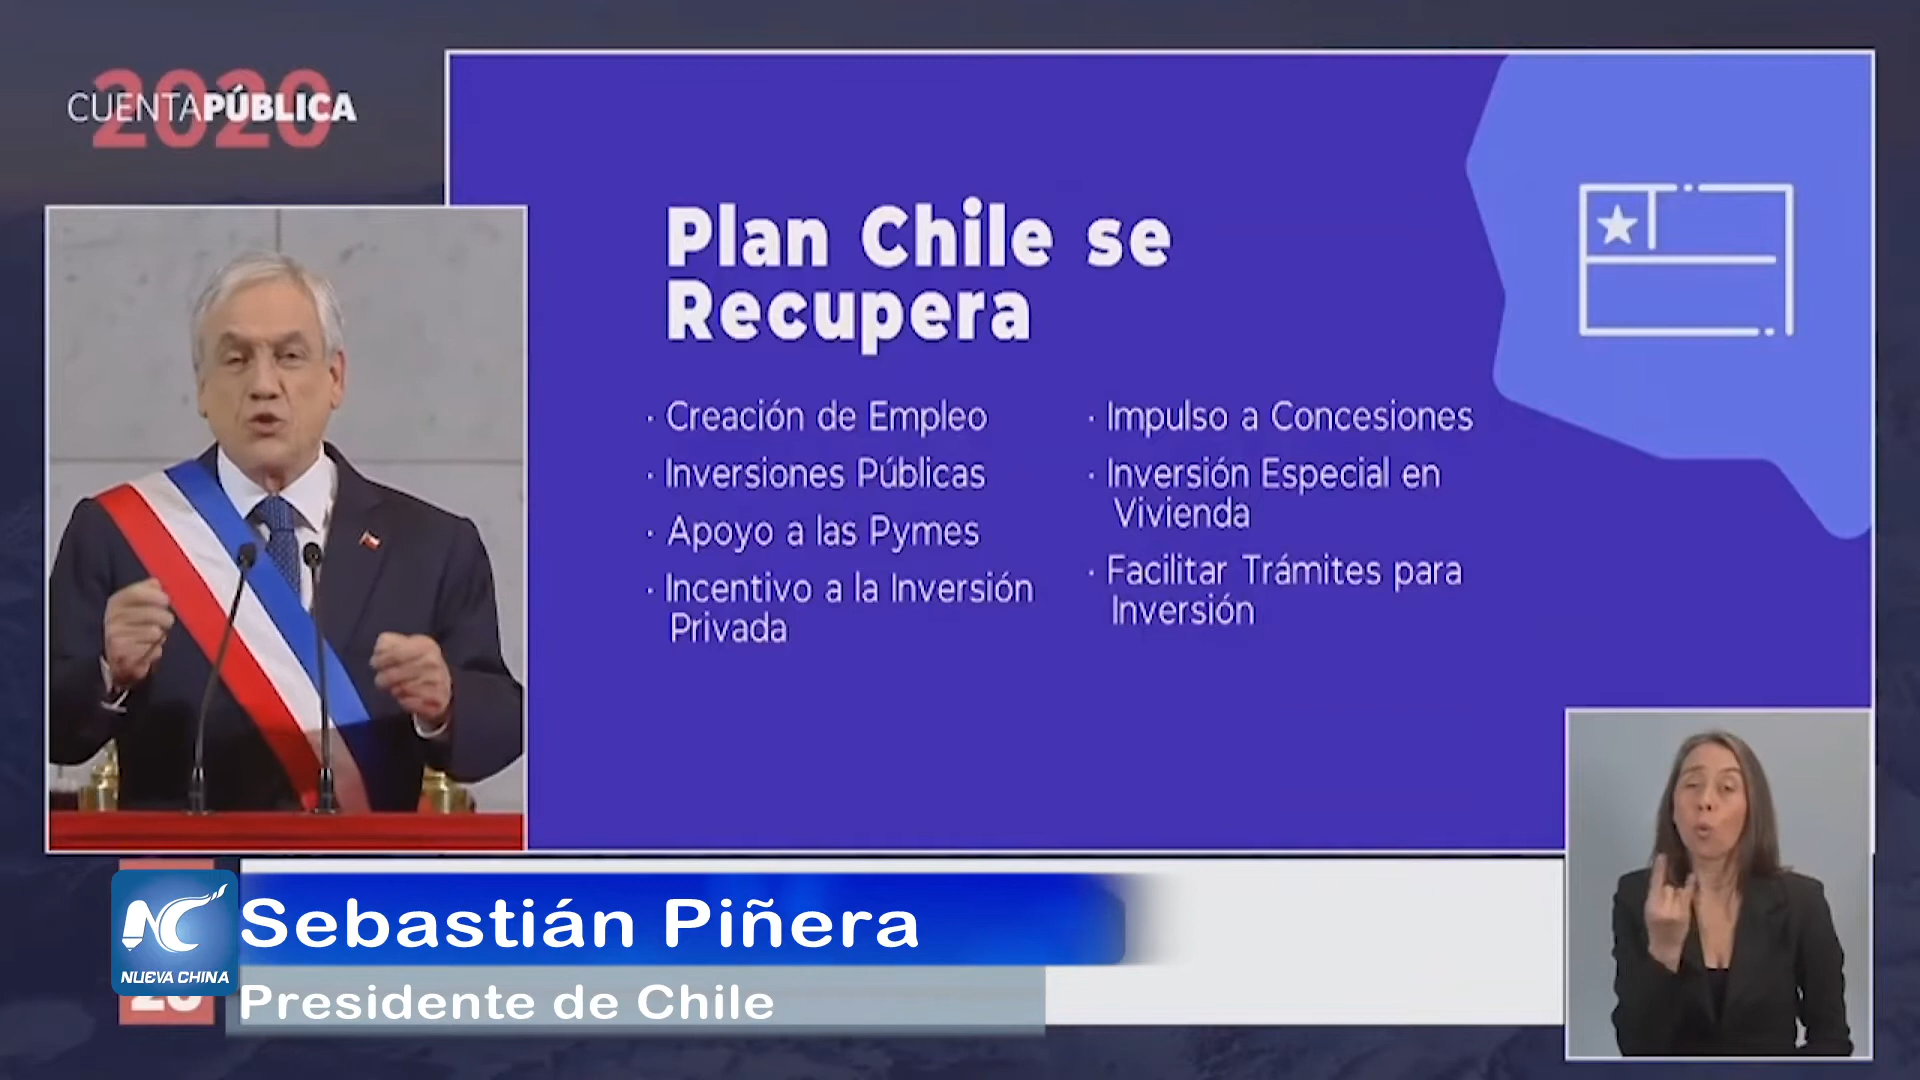 2020
CUENTAPÚBLICA
Plan Chile se
Recupera
· Creación de Empleo
· Inversiones Públicas
· Apoyo a las Pymes
· Incentivo a la Inversión
Privada
· Impulso a Concesiones
· Inversión Especial en
Vivienda
· Facilitar Trámites para
Inversión
NC
NUEVA CHINA
Sebastián Piñera
Presidente de Chile